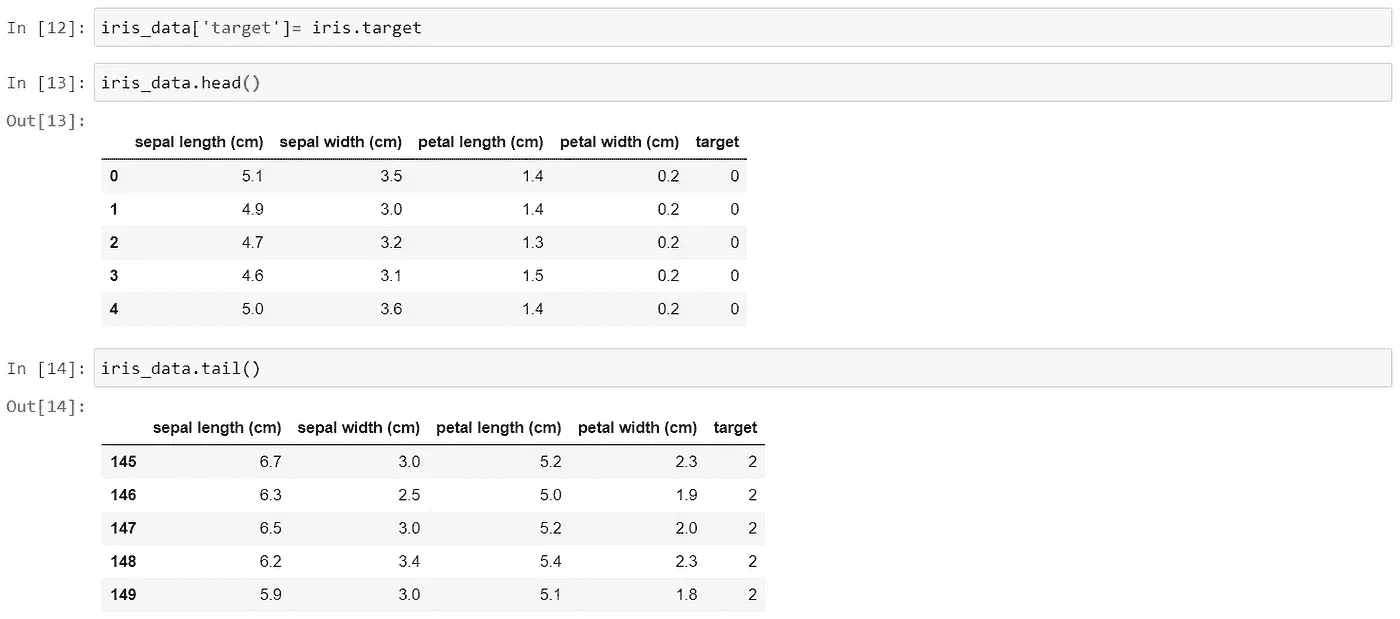 In [12]: iris_data['target']= iris.target
In [13]: iris_data.head()
Out[13]:
sepal length (cm) sepal width (cm) petal length (cm) petal width (cm) target
0 5.1 3.5 1.4 0.2 0
1 4.9 3.0 1.4 0.2 0
2 4.7 3.2 1.3 0.2 0
3 4.6 3.1 1.5 0.2 0
4 5.0 3.6 1.4 0.2 0
In [14]: iris_data.tail()
Out[14]:
sepal length (cm) sepal width (cm) petal length (cm) petal width (cm) target
145 6.7 3.0 5.2 2.3 2
146 6.3 2.5 5.0 1.9 2
147 6.5 3.0 5.2 2.0 2
148 6.2 3.4 5.4 2.3 2
149 5.9 3.0 5.1 1.8 2